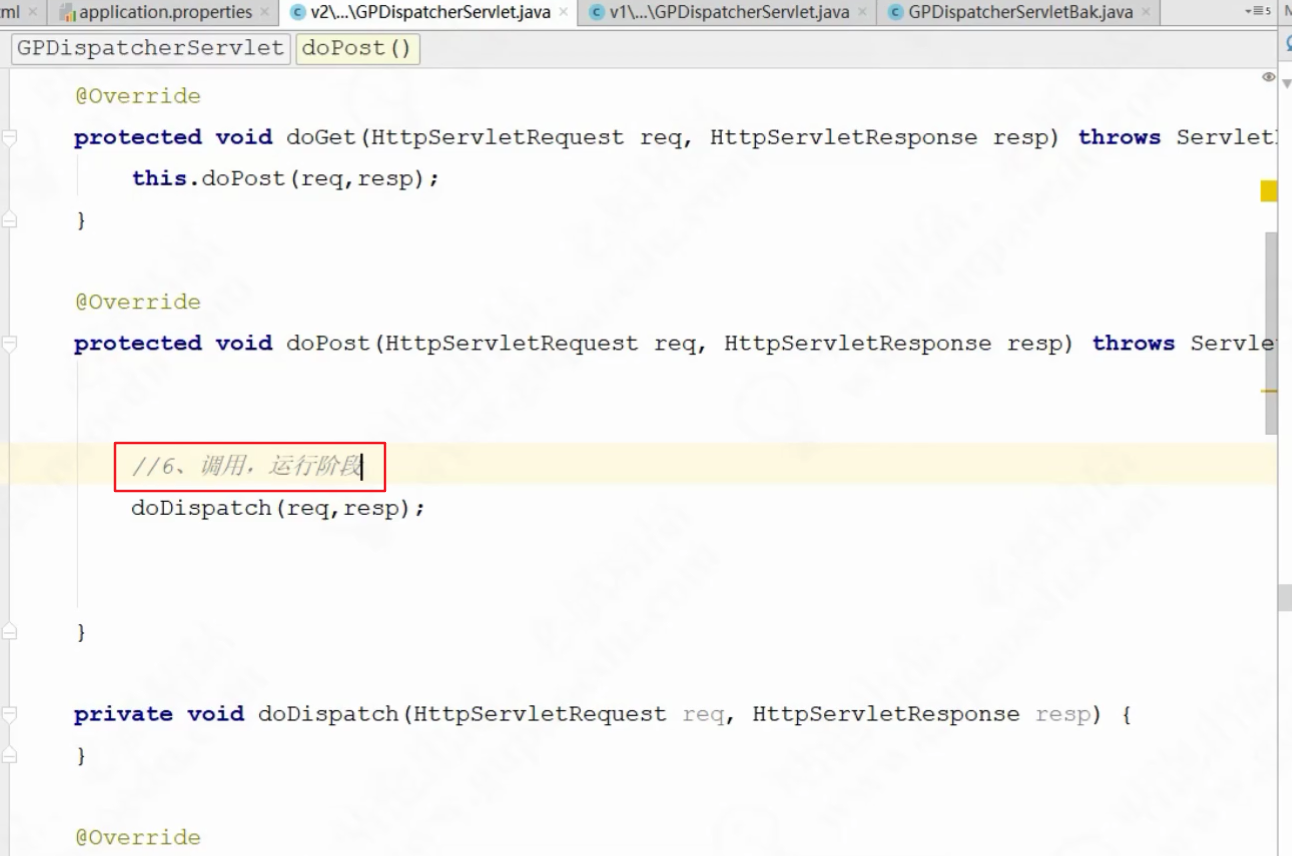 ml application.properties v2\...\GPDispatcherServlet.java v1\...\GPDispatcherServlet.java GPDispatcherServletBak.java
GPDispatcherServlet doPost()
@Override
protected void doGet(HttpServletRequest req, HttpServletResponse resp) throws Servlet
this.doPost(req,resp);
}
@Override
protected void doPost(HttpServletRequest req, HttpServletResponse resp) throws Servle
//6、调用，运行阶段
doDispatch(req,resp);
}
private void doDispatch(HttpServletRequest req, HttpServletResponse resp) {
}
@Override